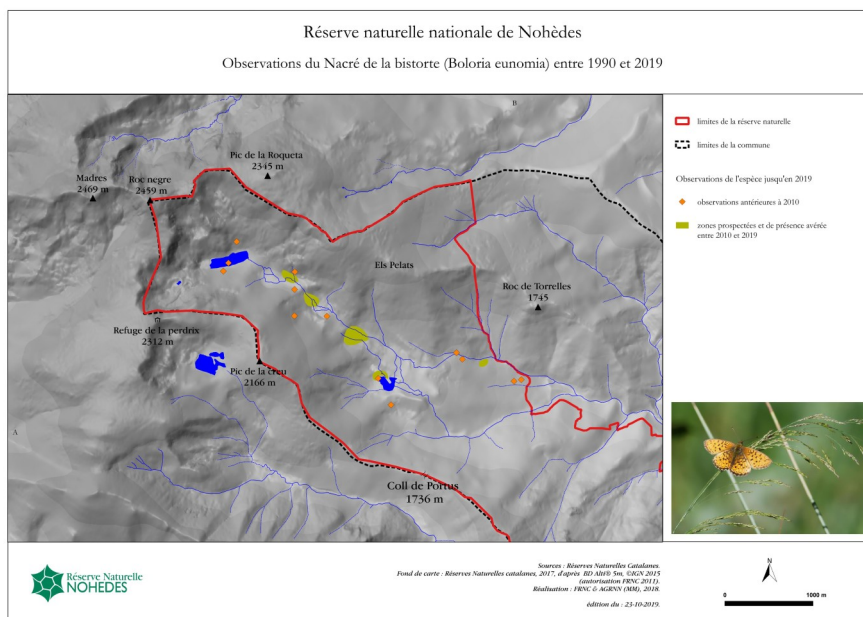 Réserve naturelle nationale de Nohèdes
Observations du Nacré de la bistorte (Boloria eunomia) entre 1990 et 2019
B
Pic de la Roqueta
2345 m
Madres
2469 m
Roc negre
2459 m
Els Pelats
Roc de Torrelles
1745
Refuge de la perdrix
2312 m
Pic de la creu
2166 m
A
Coll de Portus
1736 m
limites de la réserve naturelle
limites de la commune
Observations de l'espèce jusqu'en 2019
observations antérieures à 2010
zones prospectées et de présence avérée
entre 2010 et 2019
Réserve Naturelle
NOHEDES
Sources : Réserves Naturelles Catalanes.
Fond de carte : Réserves Naturelles catalanes, 2017, d'après BD Alti® 5m, ©IGN 2015
(autorisation FRNC 2011).
Réalisation : FRNC & AGRNN (MM), 2018.
édition du : 23-10-2019.
N
0
1000 m